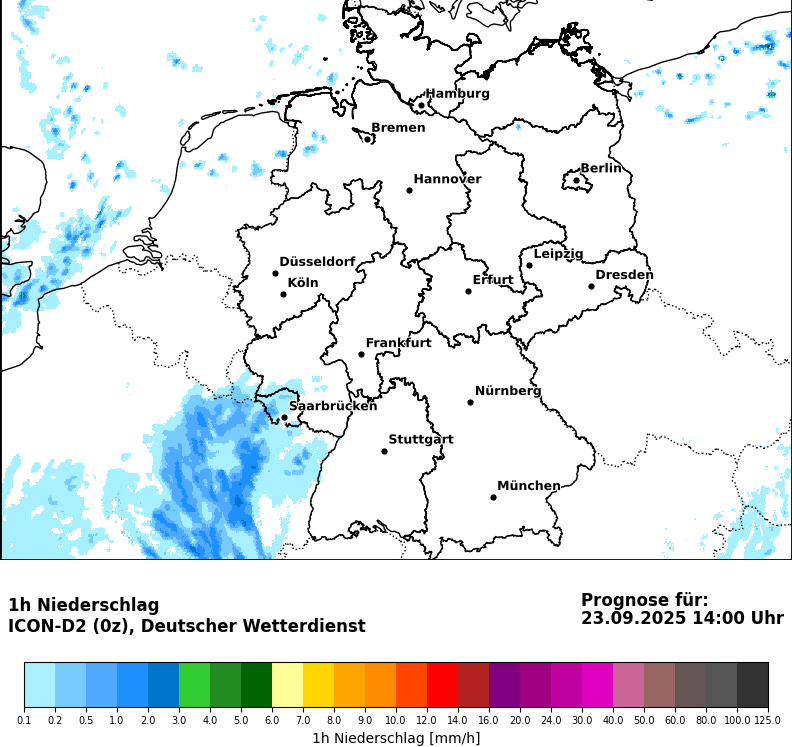 Hamburg
Bremen
Berlin
Hannover
Leipzig
Düsseldorf
Dresden
Köln
Erfurt
Frankfurt
Nürnberg
Saarbrücken
Stuttgart
München
1h Niederschlag
ICON-D2 (0z), Deutscher Wetterdienst
Prognose für:
23.09.2025 14:00 Uhr
0.1 0.2 0.5 1.0 2.0 3.0 4.0 5.0 6.0 7.0 8.0 9.0 10.0 12.0 14.0 16.0 20.0 24.0 30.0 40.0 50.0 60.0 80.0 100.0 125.0
1h Niederschlag [mm/h]